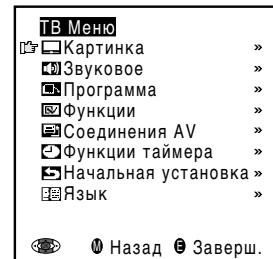 ТВ Меню
Картинка »
Звуковое »
Программа »
Функции »
Соединения AV »
Функции таймера »
Начальная установка »
Язык »
M Назад E Заверш.